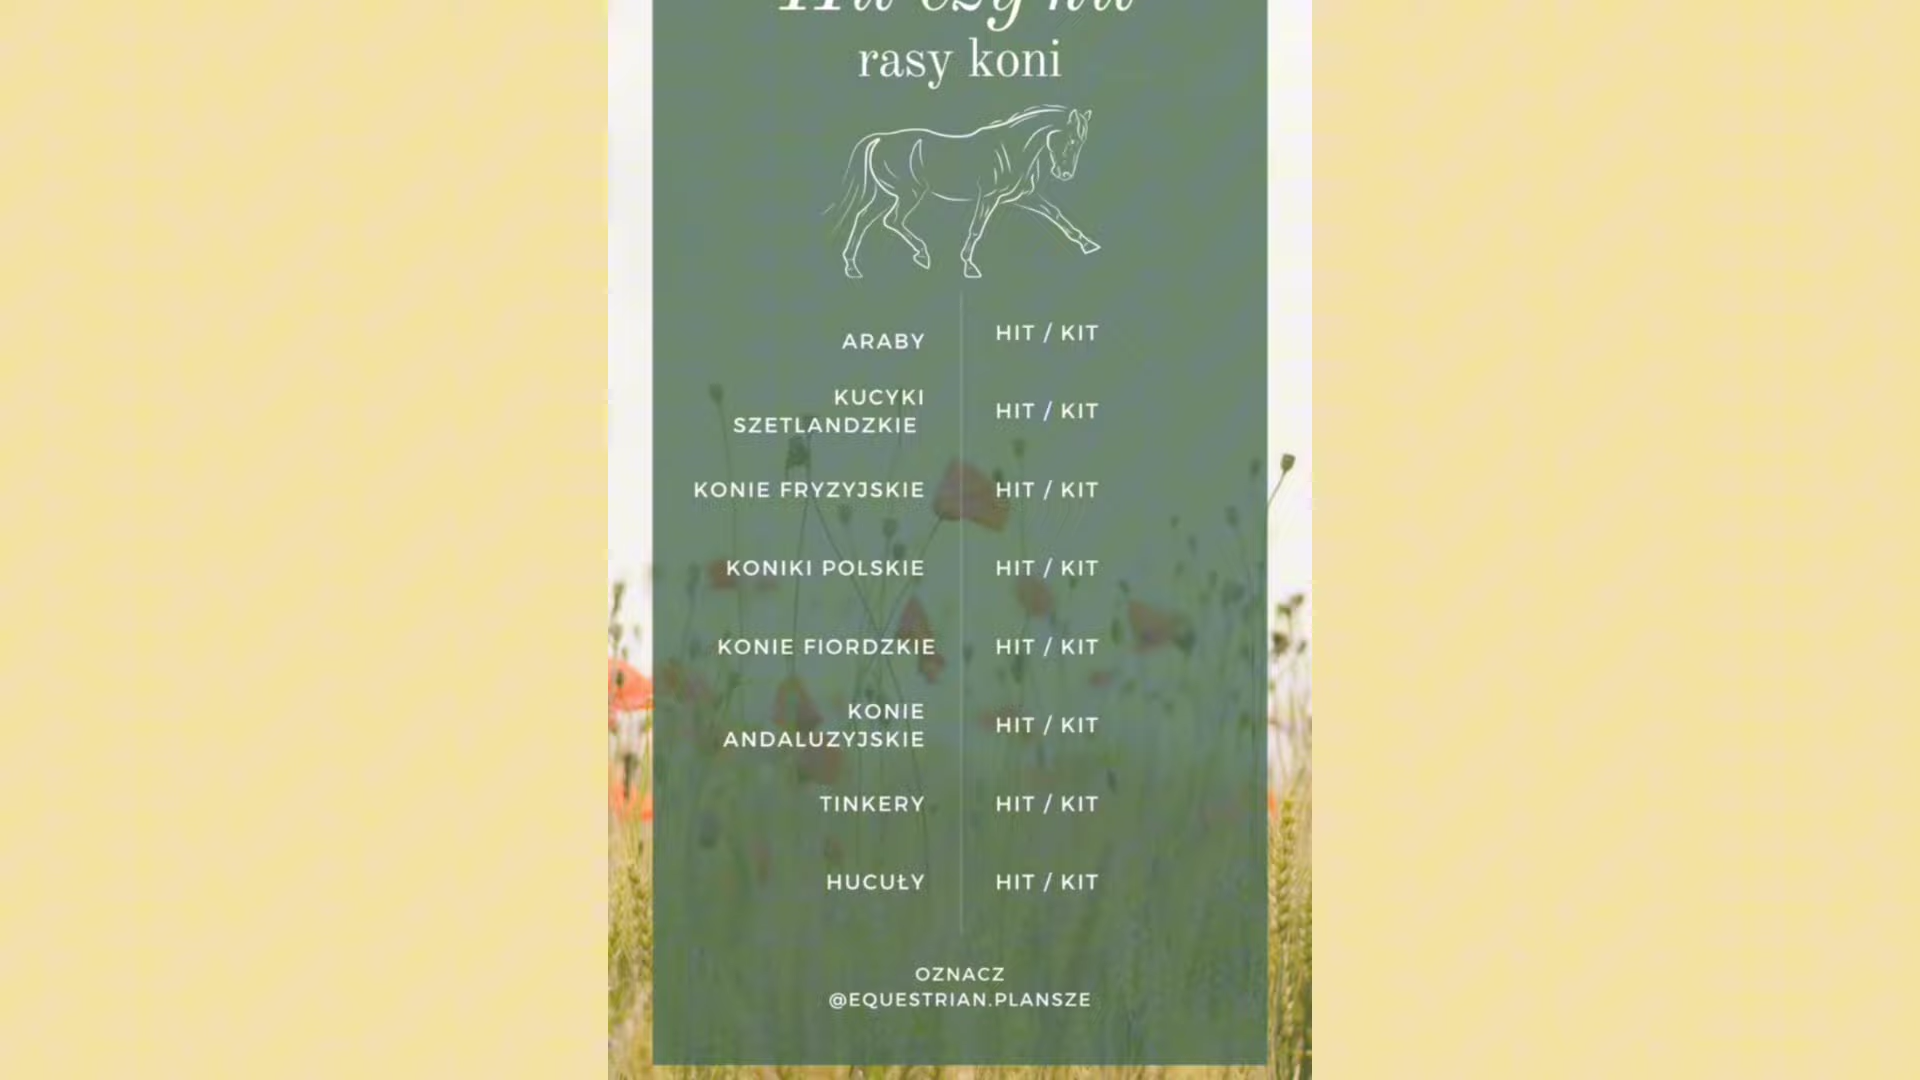 rasy koni
ARABY HIT / KIT
KUCYKI
SZETLANDZKIE HIT / KIT
KONIE FRYZYJSKIE HIT / KIT
KONIKI POLSKIE HIT / KIT
KONIE FIORDZKIE HIT / KIT
KONIE
ANDALUZYJSKIE HIT / KIT
TINKERY HIT / KIT
HUCUŁY HIT / KIT
OZNACZ
@EQUESTRIAN.PLANSZE